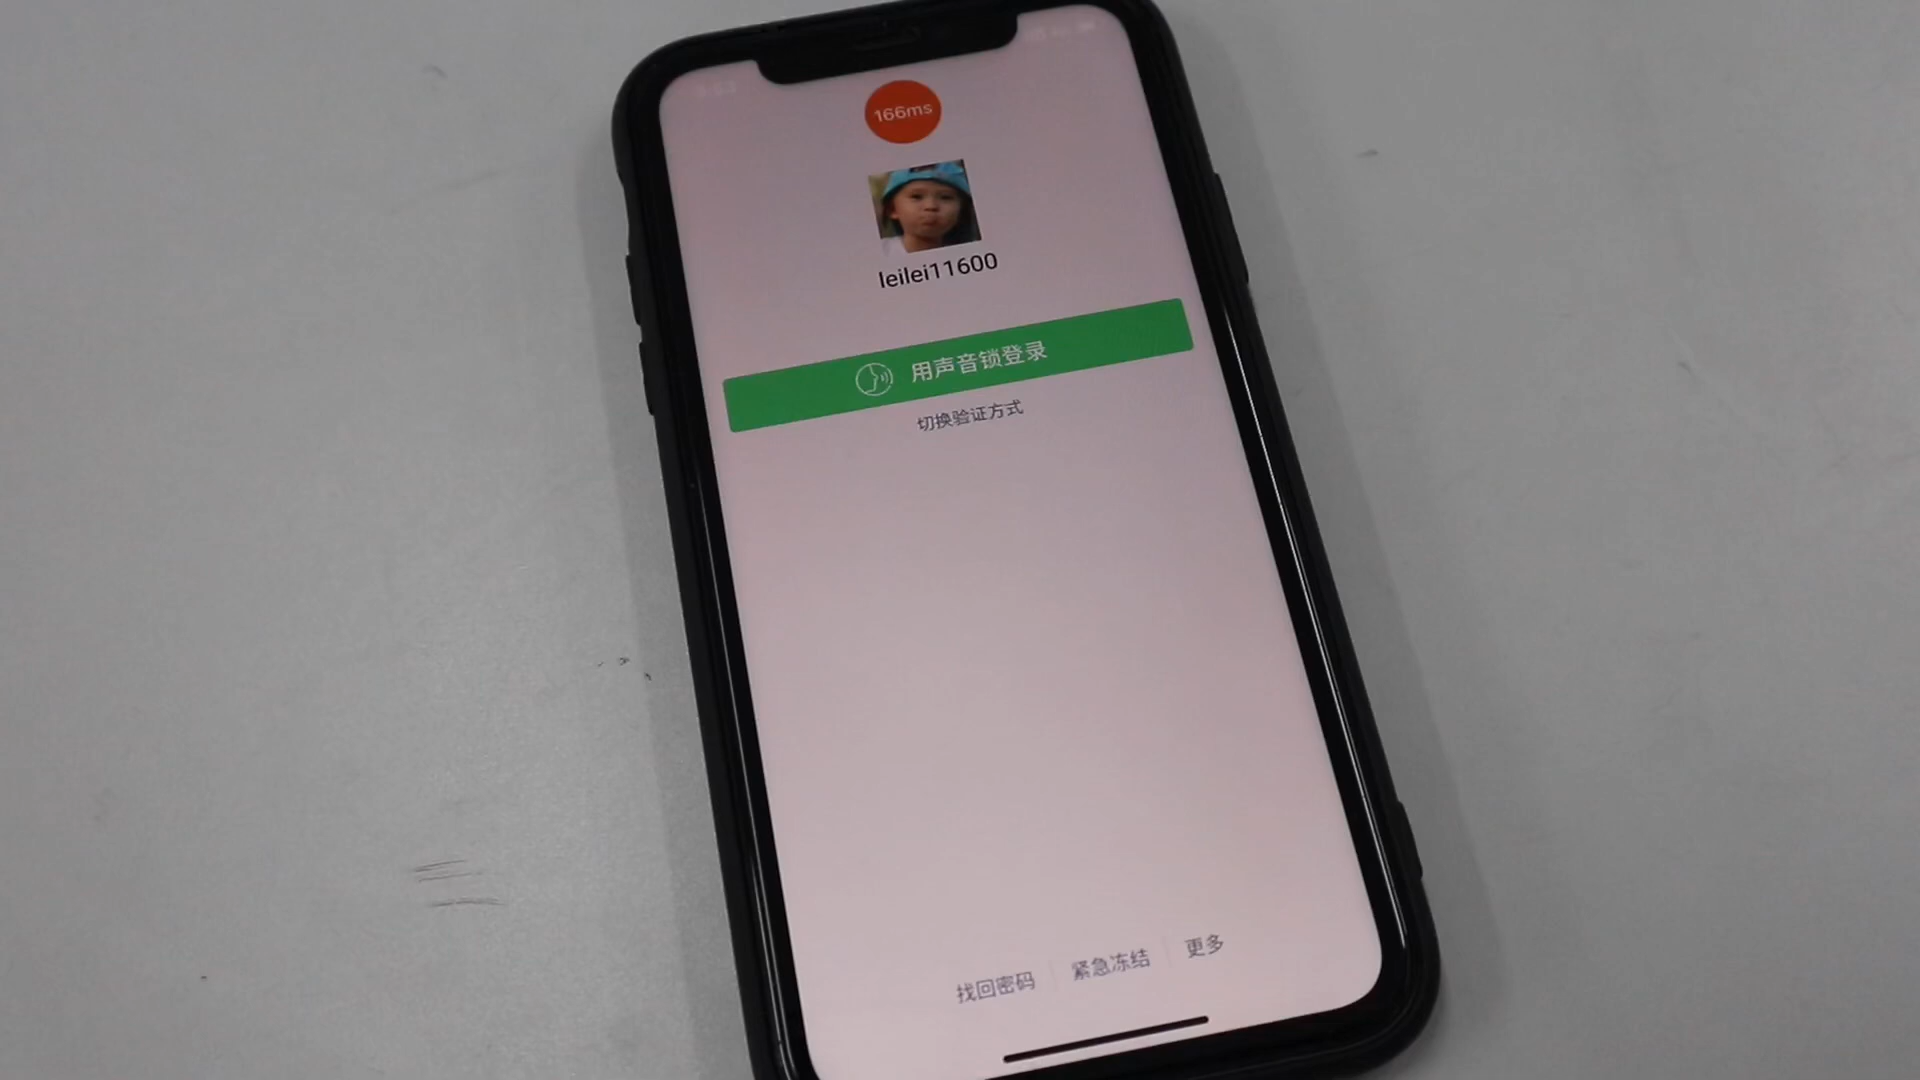 166ms
leilei11600
用声音锁登录
切换验证方式
找回密码 紧急冻结 更多